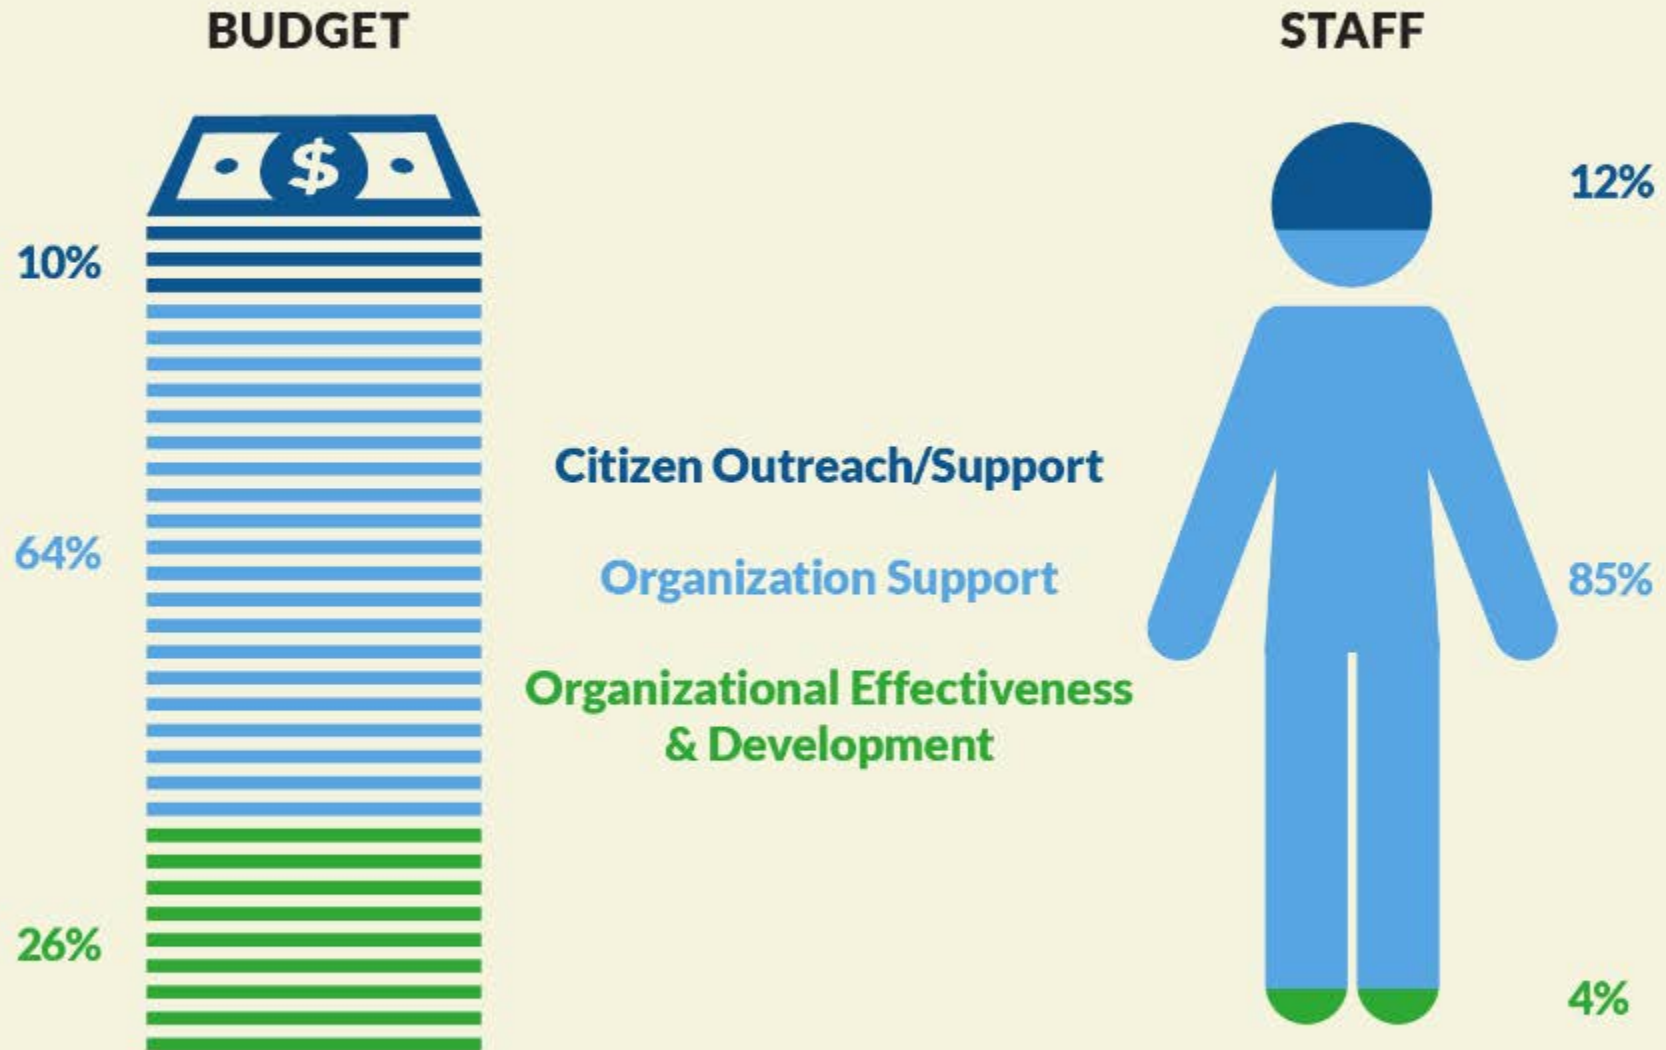 BUDGET
STAFF
$
10%
64%
26%
Citizen Outreach/Support
Organization Support
Organizational Effectiveness
& Development
12%
85%
4%